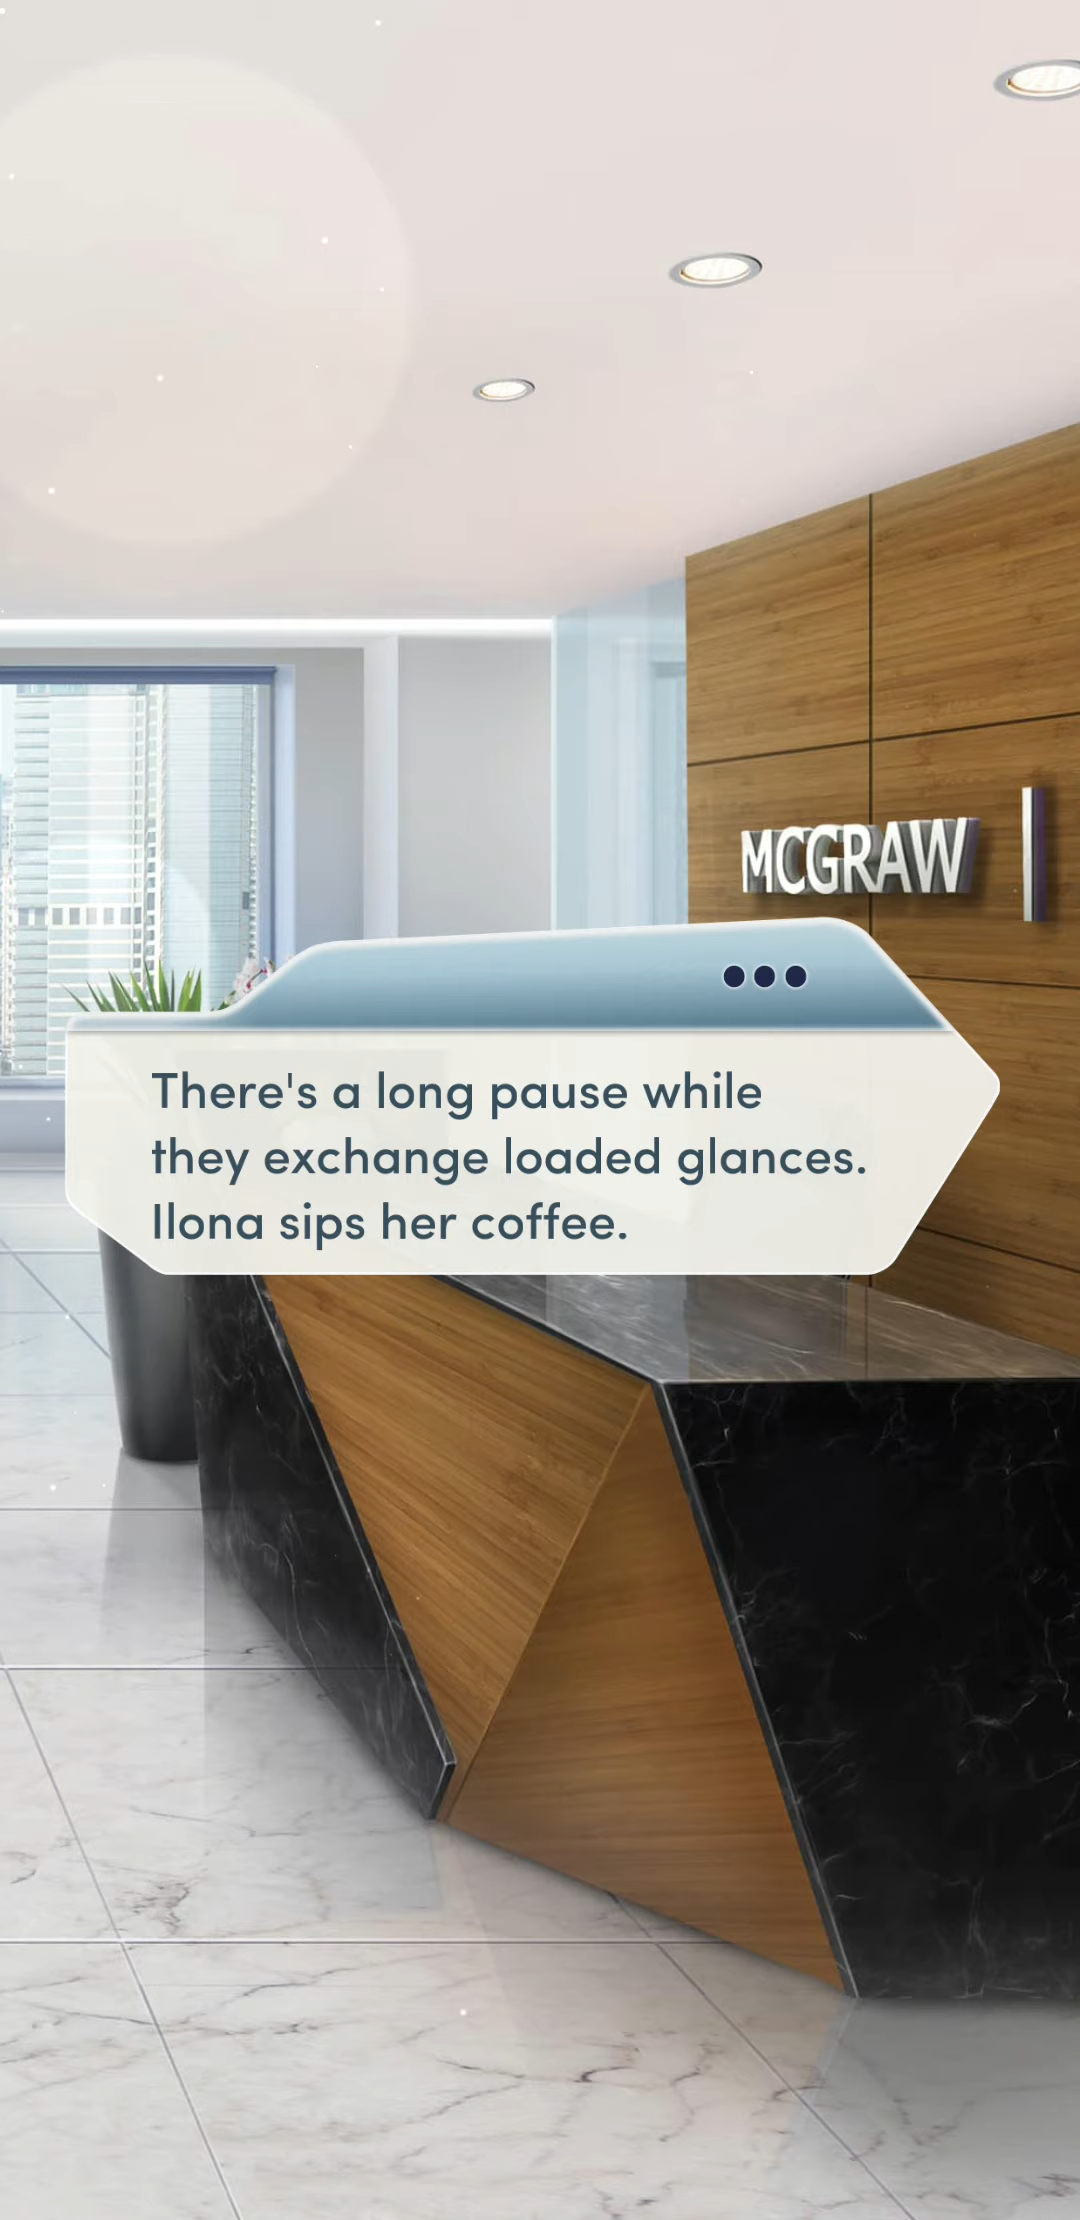 MCGRAW
There's a long pause while
they exchange loaded glances.
Ilona sips her coffee.